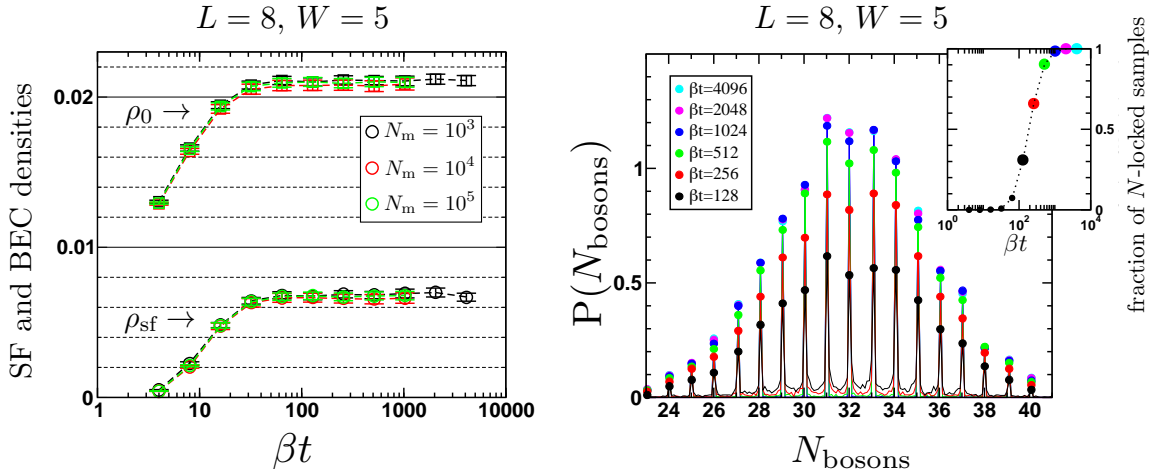 L = 8, W = 5
SF and BEC densities
0.02
0.01
0
ρ0 →
ρsf →
Nm = 10^3
Nm = 10^4
Nm = 10^5
1 10 100 1000 10000
βt
L = 8, W = 5
P(Nbosons)
1
0.5
0
βt=4096
βt=2048
βt=1024
βt=512
βt=256
βt=128
24 26 28 30 32 34 36 38 40
Nbosons
1
0.5
0
10^0 10^2 10^4
βt
fraction of N-locked samples